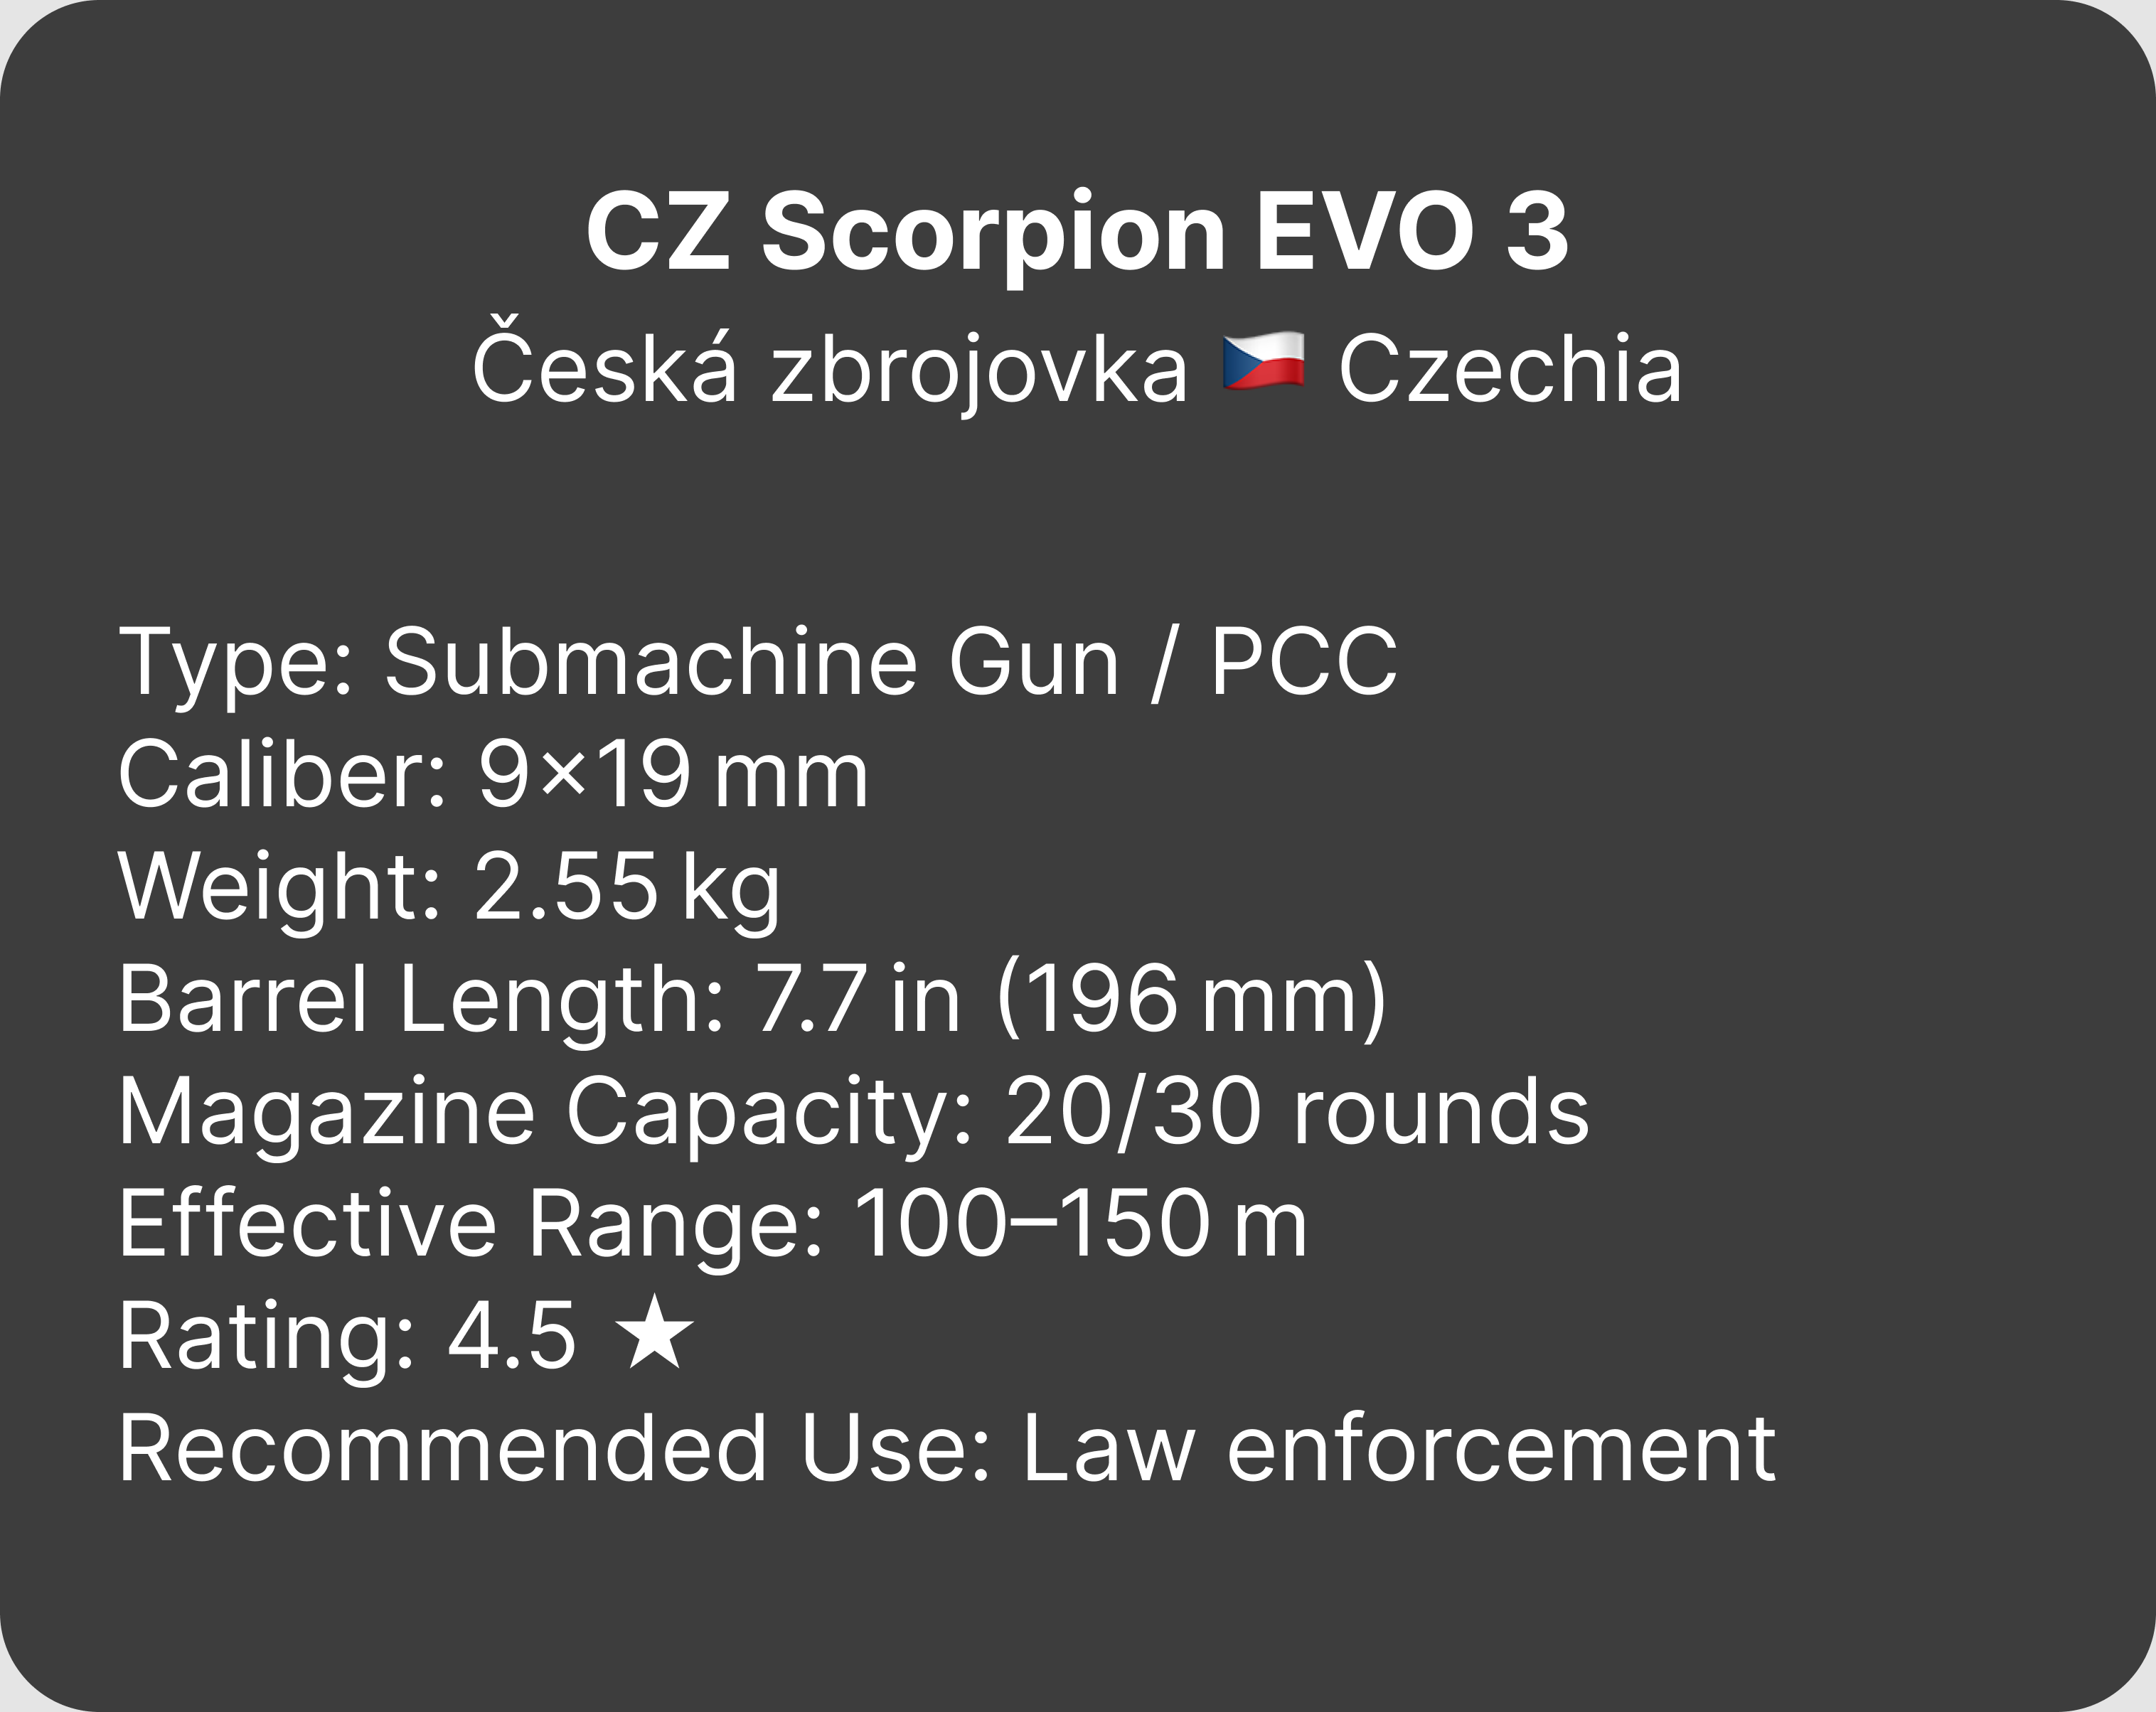 CZ Scorpion EVO 3
Česká zbrojovka 🇨🇿 Czechia
Type: Submachine Gun / PCC
Caliber: 9×19 mm
Weight: 2.55 kg
Barrel Length: 7.7 in (196 mm)
Magazine Capacity: 20/30 rounds
Effective Range: 100–150 m
Rating: 4.5 ★
Recommended Use: Law enforcement